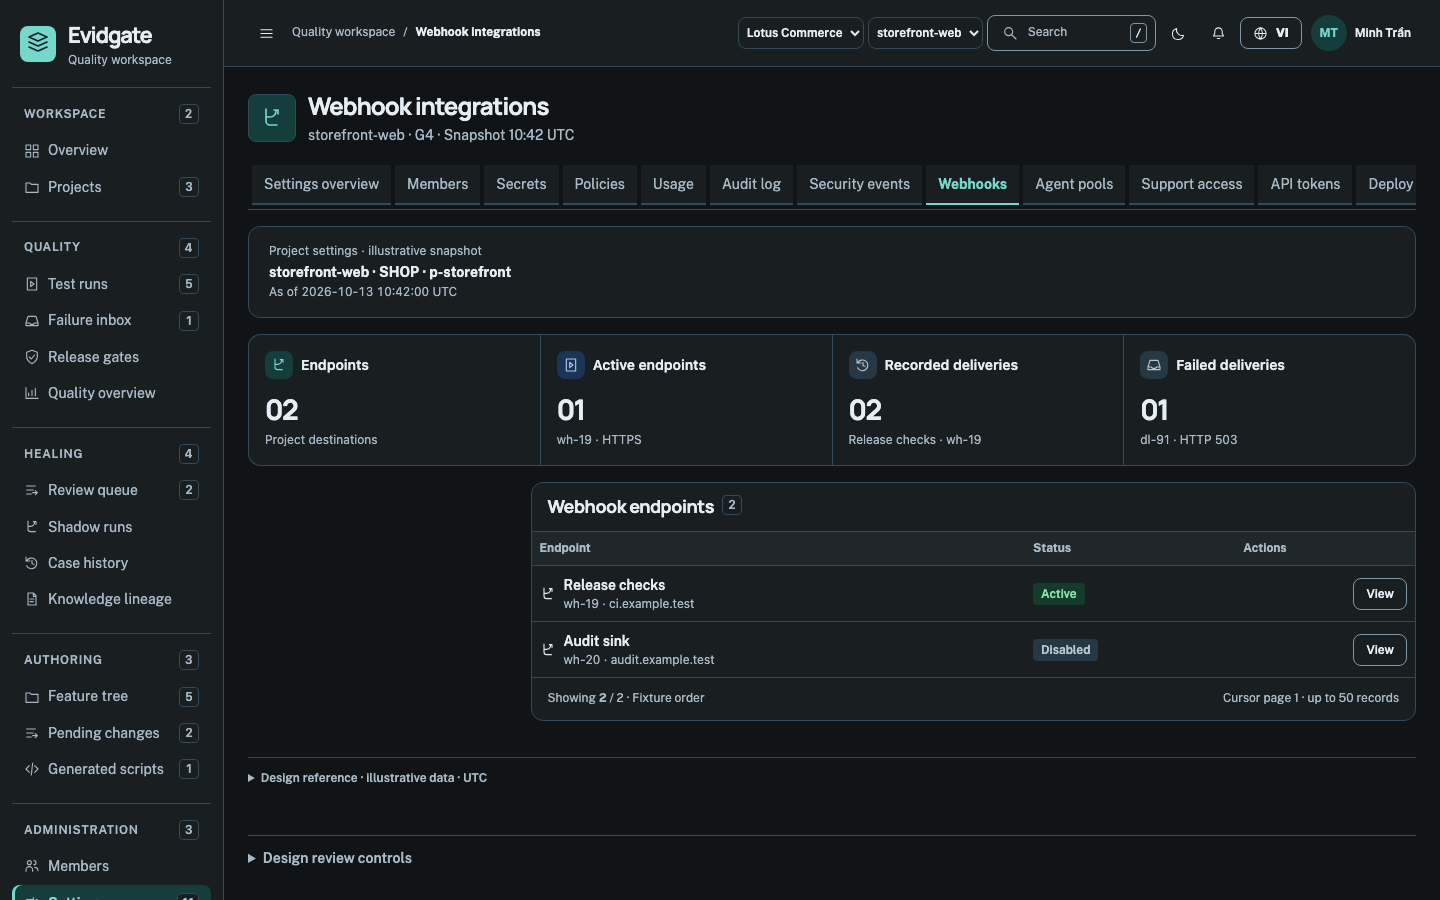 Evidgate
Quality workspace
WORKSPACE 2
Overview
Projects 3
QUALITY 4
Test runs 5
Failure inbox 1
Release gates
Quality overview
HEALING 4
Review queue 2
Shadow runs
Case history
Knowledge lineage
AUTHORING 3
Feature tree 5
Pending changes 2
Generated scripts 1
ADMINISTRATION 3
Members
Quality workspace / Webhook integrations
Lotus Commerce storefront-web Search / VI MT Minh Trần
Webhook integrations
storefront-web · G4 · Snapshot 10:42 UTC
Settings overview Members Secrets Policies Usage Audit log Security events Webhooks Agent pools Support access API tokens Deploy
Project settings · illustrative snapshot
storefront-web · SHOP · p-storefront
As of 2026-10-13 10:42:00 UTC
Endpoints
02
Project destinations
Active endpoints
01
wh-19 · HTTPS
Recorded deliveries
02
Release checks · wh-19
Failed deliveries
01
dl-91 · HTTP 503
Webhook endpoints 2
Endpoint Status Actions
Release checks
wh-19 · ci.example.test
Active View
Audit sink
wh-20 · audit.example.test
Disabled View
Showing 2 / 2 · Fixture order
Cursor page 1 · up to 50 records
Design reference · illustrative data · UTC
Design review controls